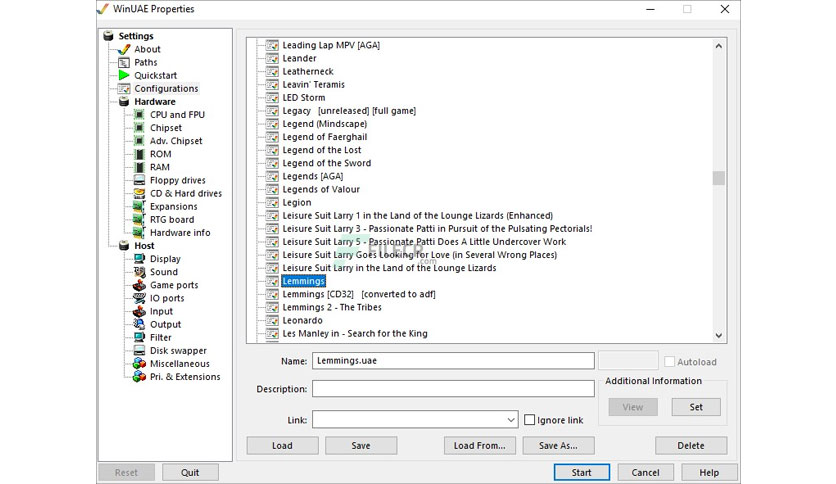 WinUAE Properties
Settings
About
Paths
Quickstart
Configurations
Hardware
CPU and FPU
Chipset
Adv. Chipset
ROM
RAM
Floppy drives
CD & Hard drives
Expansions
RTG board
Hardware info
Host
Display
Sound
Game ports
IO ports
Input
Output
Filter
Disk swapper
Miscellaneous
Pri. & Extensions
Leading Lap MPV [AGA]
Leander
Leatherneck
Leavin' Teramis
LED Storm
Legacy [unreleased] [full game]
Legend (Mindscape)
Legend of Faerghail
Legend of the Lost
Legend of the Sword
Legends [AGA]
Legends of Valour
Legion
Leisure Suit Larry 1 in the Land of the Lounge Lizards (Enhanced)
Leisure Suit Larry 3 - Passionate Patti in Pursuit of the Pulsating Pectorials!
Leisure Suit Larry 5 - Passionate Patti Does A Little Undercover Work
Leisure Suit Larry Goes Looking for Love (in Several Wrong Places)
Leisure Suit Larry in the Land of the Lounge Lizards
Lemmings
Lemmings [CD32] [converted to adf]
Lemmings 2 - The Tribes
Leonardo
Les Manley in - Search for the King
FILECR
.com
Name: Lemmings.uae
Autoload
Description:
Additional Information
View Set
Link: Ignore link
Load Save Load From... Save As... Delete
Reset Quit Start Cancel Help